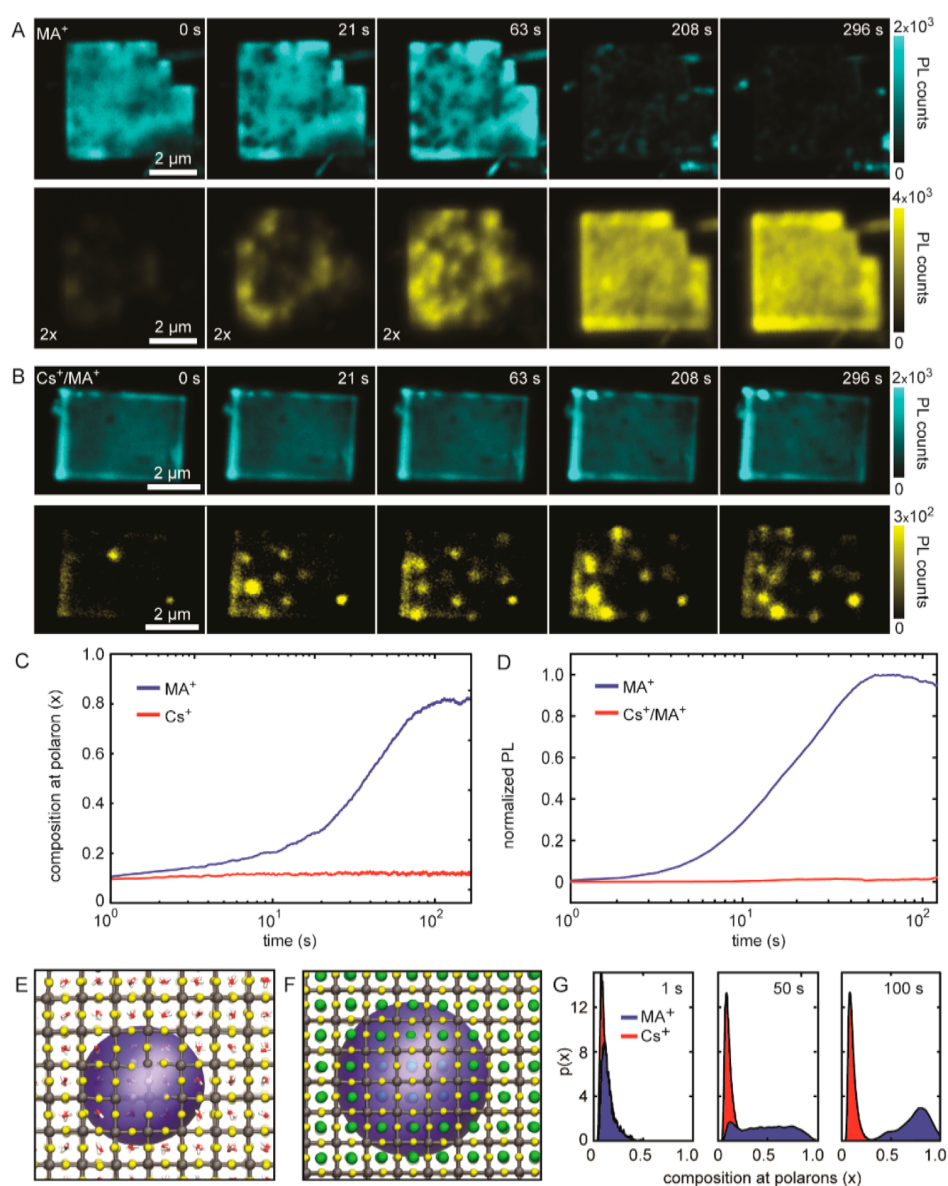 A
MA⁺
0 s
21 s
63 s
208 s
296 s
2x10³
PL counts
0
2 µm
4x10³
PL counts
0
2x
2 µm
2x
2x
B
Cs⁺/MA⁺
0 s
21 s
63 s
208 s
296 s
2x10³
PL counts
0
2 µm
3x10²
PL counts
0
2 µm
C
1.0
0.8
0.6
0.4
0.2
0
composition at polaron (x)
MA⁺
Cs⁺
10⁰
10¹
10²
time (s)
D
1.0
0.8
0.6
0.4
0.2
0
normalized PL
MA⁺
Cs⁺/MA⁺
10⁰
10¹
10²
time (s)
E
F
G
12
8
4
0
p(x)
1 s
MA⁺
Cs⁺
50 s
100 s
0 0.5 1.0
0 0.5 1.0
0 0.5 1.0
composition at polarons (x)